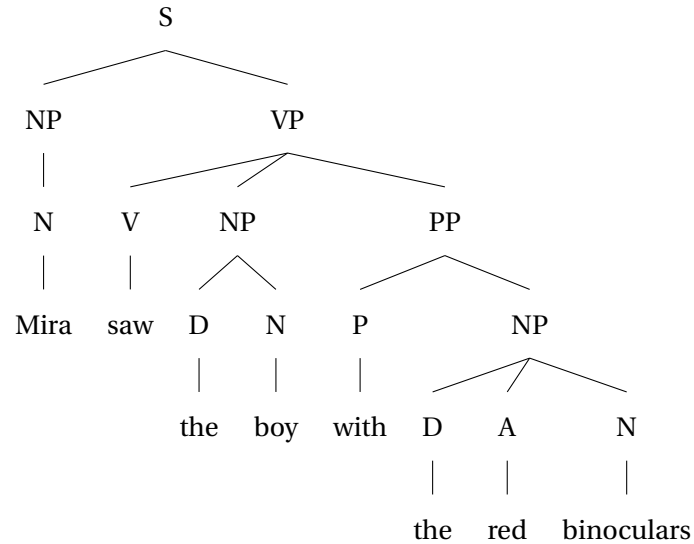 S
NP VP
N V NP PP
Mira saw D N P NP
the boy with D A N
the red binoculars